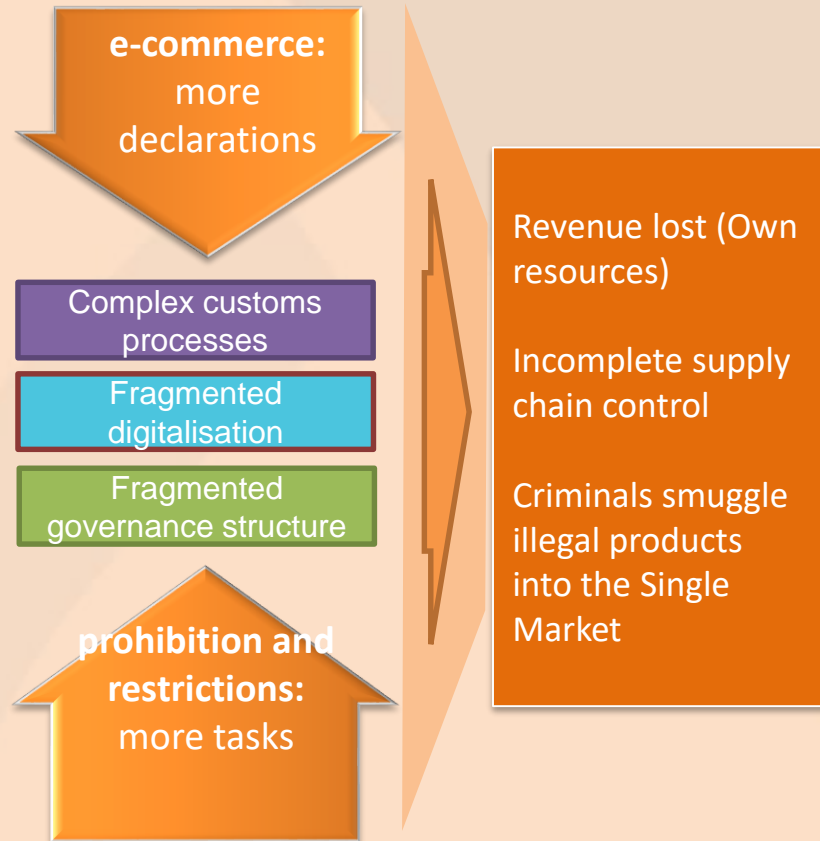 e-commerce:
more
declarations
Complex customs
processes
Fragmented
digitalisation
Fragmented
governance structure
prohibition and
restrictions:
more tasks
Revenue lost (Own
resources)
Incomplete supply
chain control
Criminals smuggle
illegal products
into the Single
Market